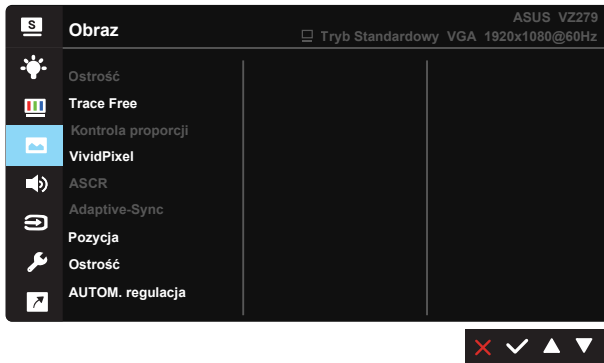 S
Obraz
ASUS VZ279
Tryb Standardowy VGA 1920x1080@60Hz
Ostrość
Trace Free
Kontrola proporcji
VividPixel
ASCR
Adaptive-Sync
Pozycja
Ostrość
AUTOM. regulacja